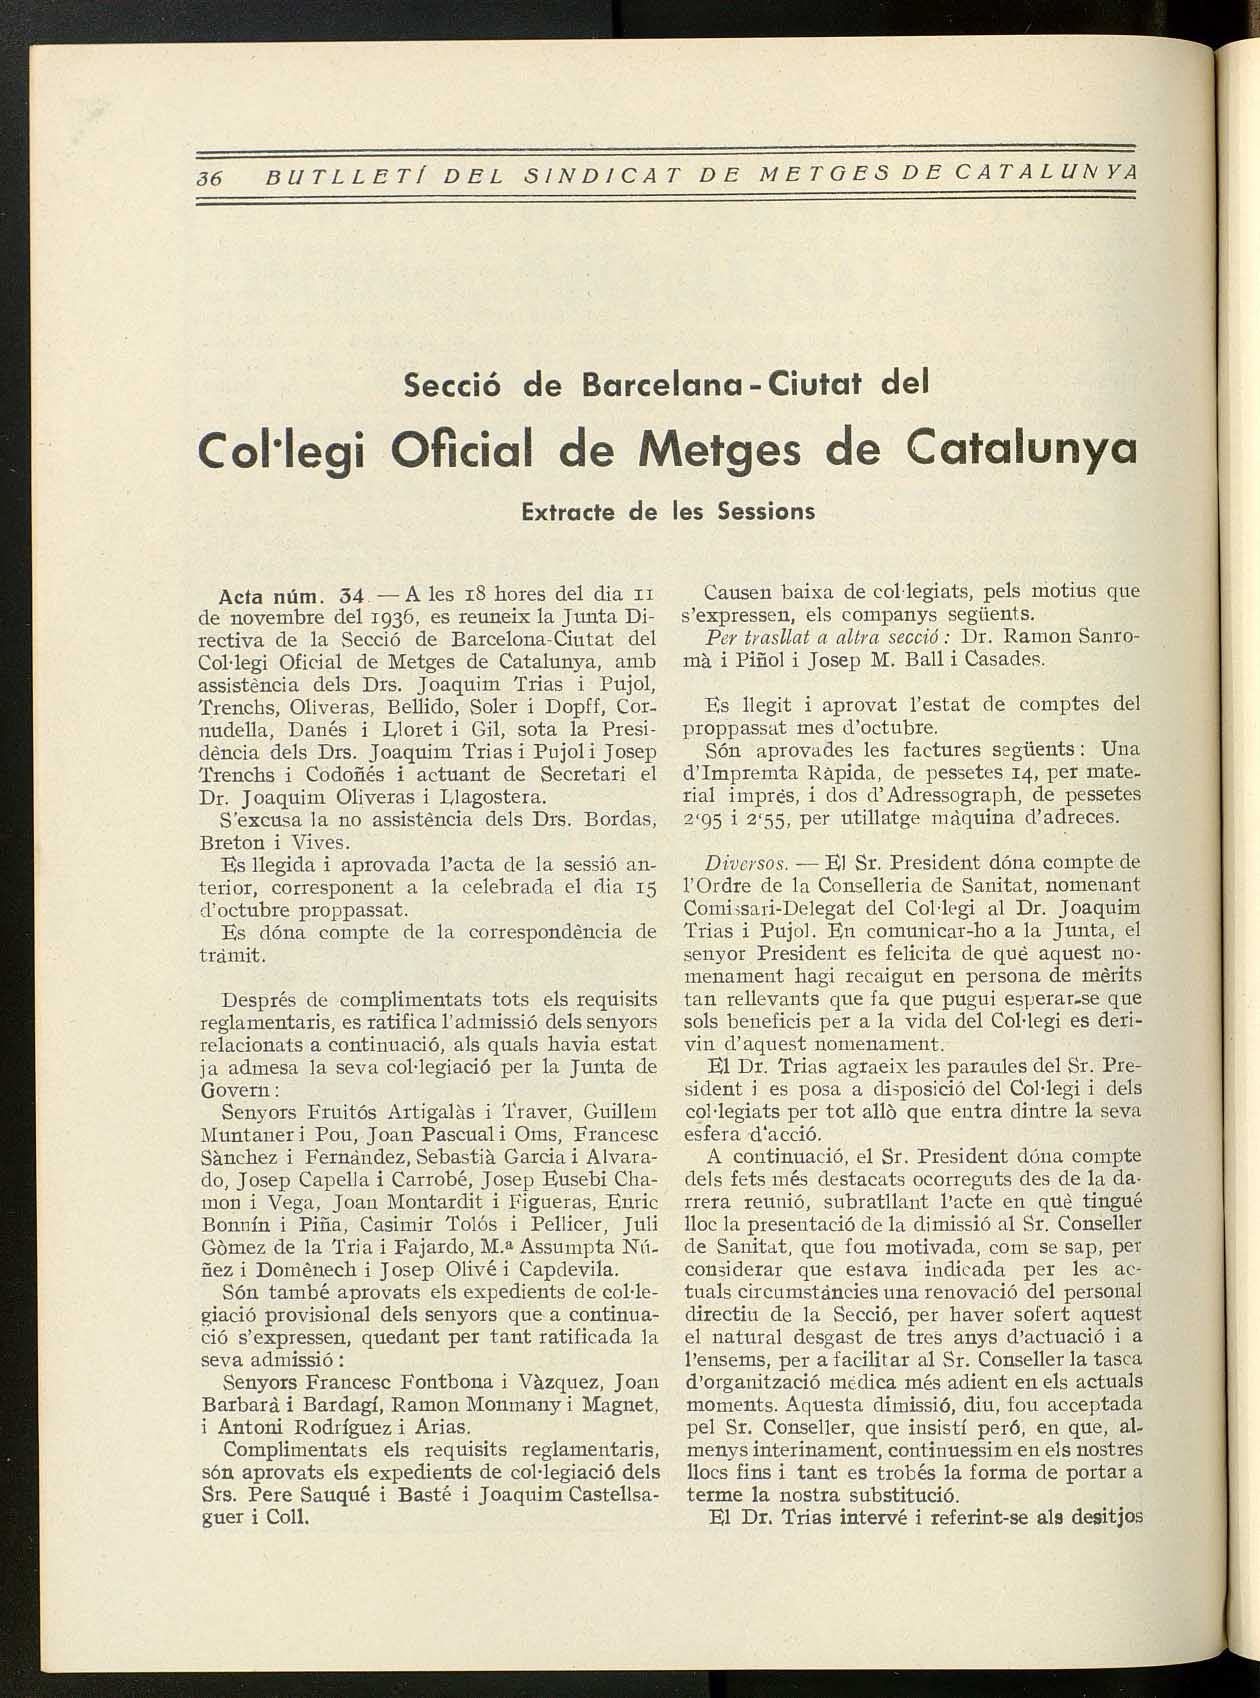 36 BUTLLETÍ DEL SINDICAT DE METGES DE CATALUNYA
Secció de Barcelana - Ciutat del
Col·legi Oficial de Metges de Catalunya
Extracte de les Sessions
Acta núm. 34. — A les 18 hores del dia 11
de novembre del 1936, es reuneix la Junta Di-
rectiva de la Secció de Barcelona-Ciutat del
Col·legi Oficial de Metges de Catalunya, amb
assistència dels Drs. Joaquim Trias i Pujol,
Trenchs, Oliveras, Bellido, Soler i Dopff, Cor-
nudella, Danés i Lloret i Gil, sota la Presi-
dència dels Drs. Joaquim Trias i Pujol i Josep
Trenchs i Codoñés i actuant de Secretari el
Dr. Joaquim Oliveras i Llagostera.
S'excusa la no assistència dels Drs. Bordas,
Breton i Vives.
Es llegida i aprovada l'acta de la sessió an-
terior, corresponent a la celebrada el dia 15
d'octubre proppassat.
Es dóna compte de la correspondència de
tràmit.
Després de complimentats tots els requisits
reglamentaris, es ratifica l'admissió dels senyors
relacionats a continuació, als quals havia estat
ja admesa la seva col·legiació per la Junta de
Govern :
Senyors Fruitós Artigalàs i Traver, Guillem
Muntaner i Pou, Joan Pascual i Oms, Francesc
Sànchez i Fernàndez, Sebastià Garcia i Alvara-
do, Josep Capella i Carrobé, Josep Eusebi Cha-
mon i Vega, Joan Montardit i Figueras, Enric
Bonnín i Piña, Casimir Tolós i Pellicer, Juli
Gòmez de la Tria i Fajardo, M.ª Assumpta Nú-
ñez i Domènech i Josep Olivé i Capdevila.
Són també aprovats els expedients de col·le-
giació provisional dels senyors que a continua-
ció s'expressen, quedant per tant ratificada la
seva admissió :
Senyors Francesc Fontbona i Vàzquez, Joan
Barbarà i Bardagí, Ramon Monmany i Magnet,
i Antoni Rodríguez i Arias.
Complimentats els requisits reglamentaris,
són aprovats els expedients de col·legiació dels
Srs. Pere Sauqué i Basté i Joaquim Castellsa-
guer i Coll.
Causen baixa de col·legiats, pels motius que
s'expressen, els companys següents.
Per trasllat a altra secció : Dr. Ramon Sanro-
mà i Piñol i Josep M. Ball i Casades.
Es llegit i aprovat l'estat de comptes del
proppassat mes d'octubre.
Són aprovades les factures següents : Una
d'Impremta Ràpida, de pessetes 14, per mate-
rial imprès, i dos d'Adressograph, de pessetes
2'95 i 2'55, per utillatge màquina d'adreces.
Diversos. — El Sr. President dóna compte de
l'Ordre de la Conselleria de Sanitat, nomenant
Comissari-Delegat del Col·legi al Dr. Joaquim
Trias i Pujol. En comunicar-ho a la Junta, el
senyor President es felicita de què aquest no-
menament hagi recaigut en persona de mèrits
tan rellevants que fa que pugui esperar-se que
sols beneficis per a la vida del Col·legi es deri-
vin d'aquest nomenament.
El Dr. Trias agraeix les paraules del Sr. Pre-
sident i es posa a disposició del Col·legi i dels
col·legiats per tot allò que entra dintre la seva
esfera d'acció.
A continuació, el Sr. President dóna compte
dels fets més destacats ocorreguts des de la da-
rrera reunió, subratllant l'acte en què tingué
lloc la presentació de la dimissió al Sr. Conseller
de Sanitat, que fou motivada, com se sap, per
considerar que estava indicada per les ac-
tuals circumstàncies una renovació del personal
directiu de la Secció, per haver sofert aquest
el natural desgast de tres anys d'actuació i a
l'ensems, per a facilitar al Sr. Conseller la tasca
d'organització mèdica més adient en els actuals
moments. Aquesta dimissió, diu, fou acceptada
pel Sr. Conseller, que insistí peró, en que, al-
menys interinament, continuessim en els nostres
llocs fins i tant es trobés la forma de portar a
terme la nostra substitució.
El Dr. Trias intervé i referint-se als desitjos